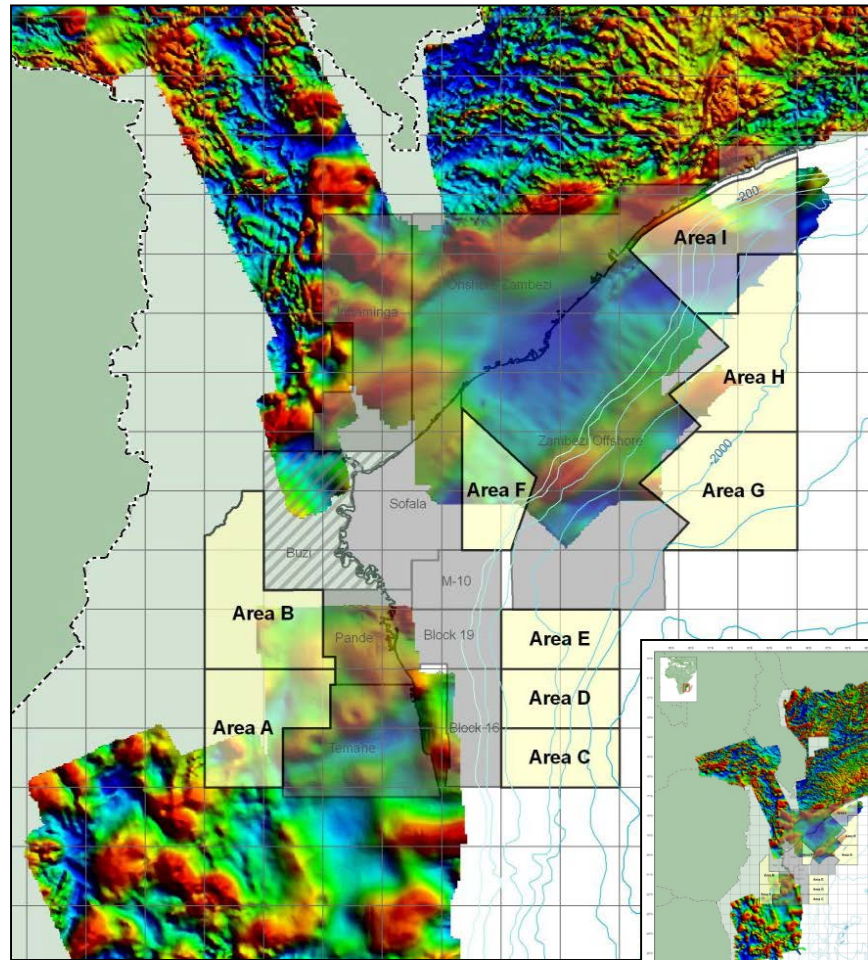 -200
Area I
Onshore Zambezi
Inhaminga
Area H
Zambezi Offshore
-2000
Area F
Area G
Sofala
Buzi
M-10
Area B
Pande
Block 19
Area E
Area D
Area A
Block 16
Temane
Area C